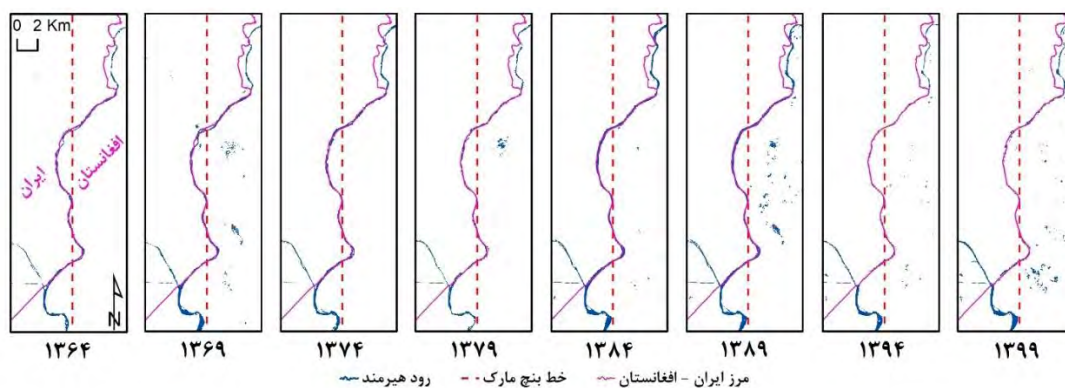 0 2 Km
ایران
افغانستان
N
۱۳۶۴ ۱۳۶۹ ۱۳۷۴ ۱۳۷۹ ۱۳۸۴ ۱۳۸۹ ۱۳۹۴ ۱۳۹۹
مرز ایران - افغانستان خط بنچ مارک رود هیرمند